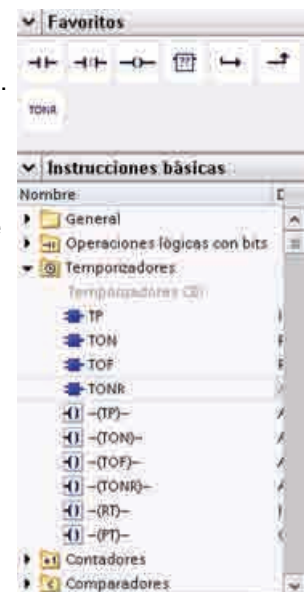 Favoritos
??
TONR
Instrucciones básicas
Nombre
General
Operaciones lógicas con bits
Temporizadores
TP
TON
TOF
TONR
-(TP)-
-(TON)-
-(TOF)-
-(TONR)-
-(RT)-
-(PT)-
Contadores
Comparadores